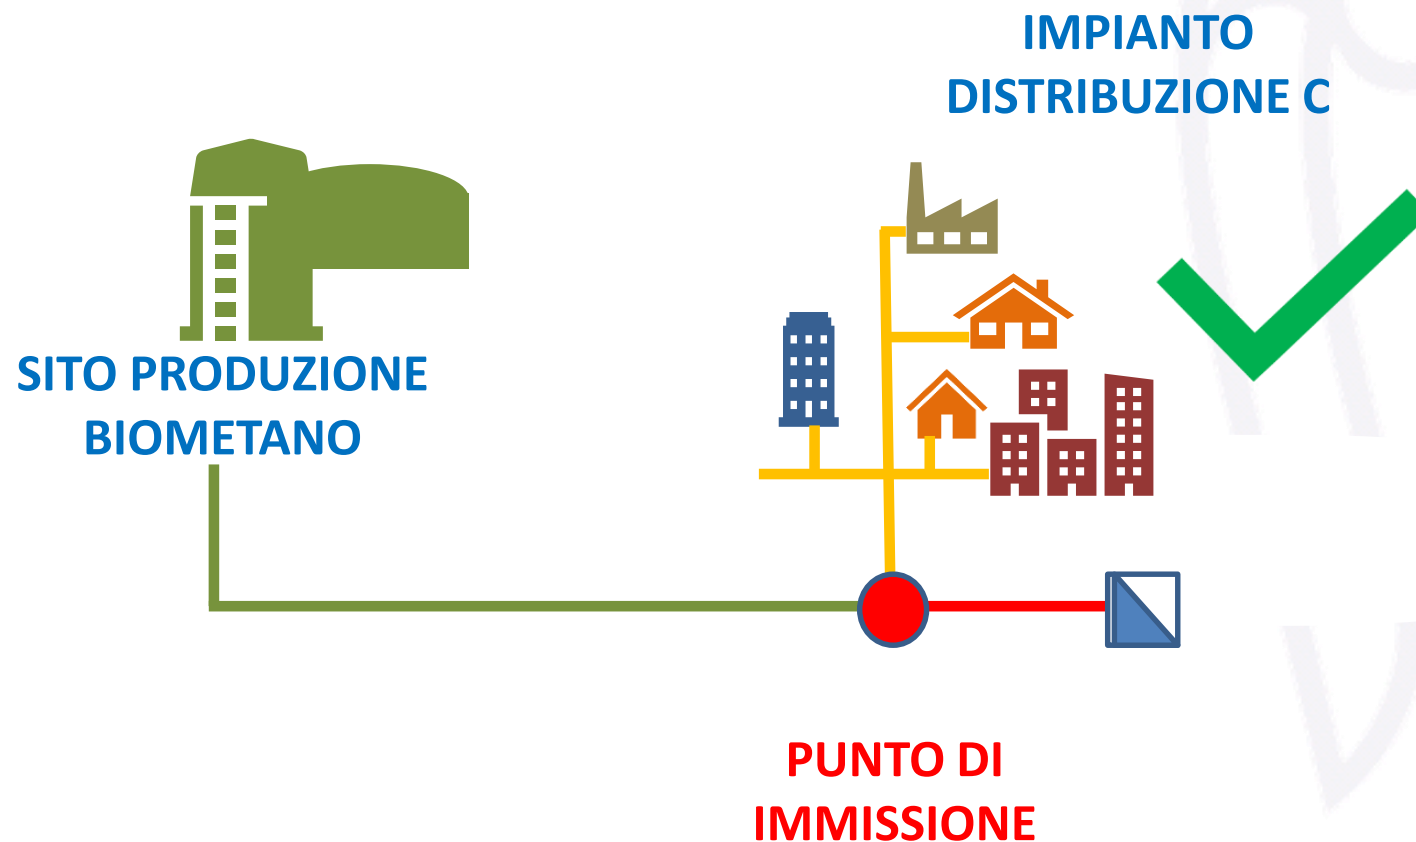 IMPIANTO
DISTRIBUZIONE C
SITO PRODUZIONE
BIOMETANO
PUNTO DI
IMMISSIONE